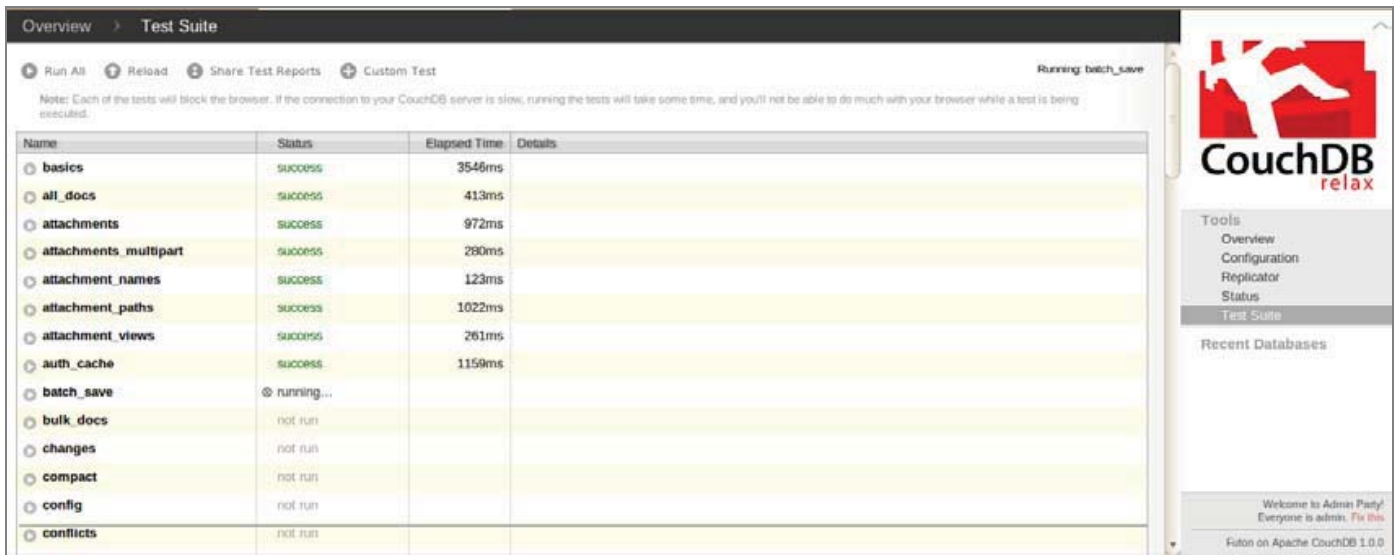 Overview > Test Suite
Run All Reload Share Test Reports Custom Test
Running: batch_save
Note: Each of the tests will block the browser. If the connection to your CouchDB server is slow, running the tests will take some time, and you'll not be able to do much with your browser while a test is being
executed.
Name Status Elapsed Time Details
basics success 3546ms
all_docs success 413ms
attachments success 972ms
attachments_multipart success 280ms
attachment_names success 123ms
attachment_paths success 1022ms
attachment_views success 261ms
auth_cache success 1159ms
batch_save running...
bulk_docs not run
changes not run
compact not run
config not run
conflicts not run
CouchDB
relax
Tools
Overview
Configuration
Replicator
Status
Test Suite
Recent Databases
Welcome to Admin Party!
Everyone is admin. Fix this
Futon on Apache CouchDB 1.0.0